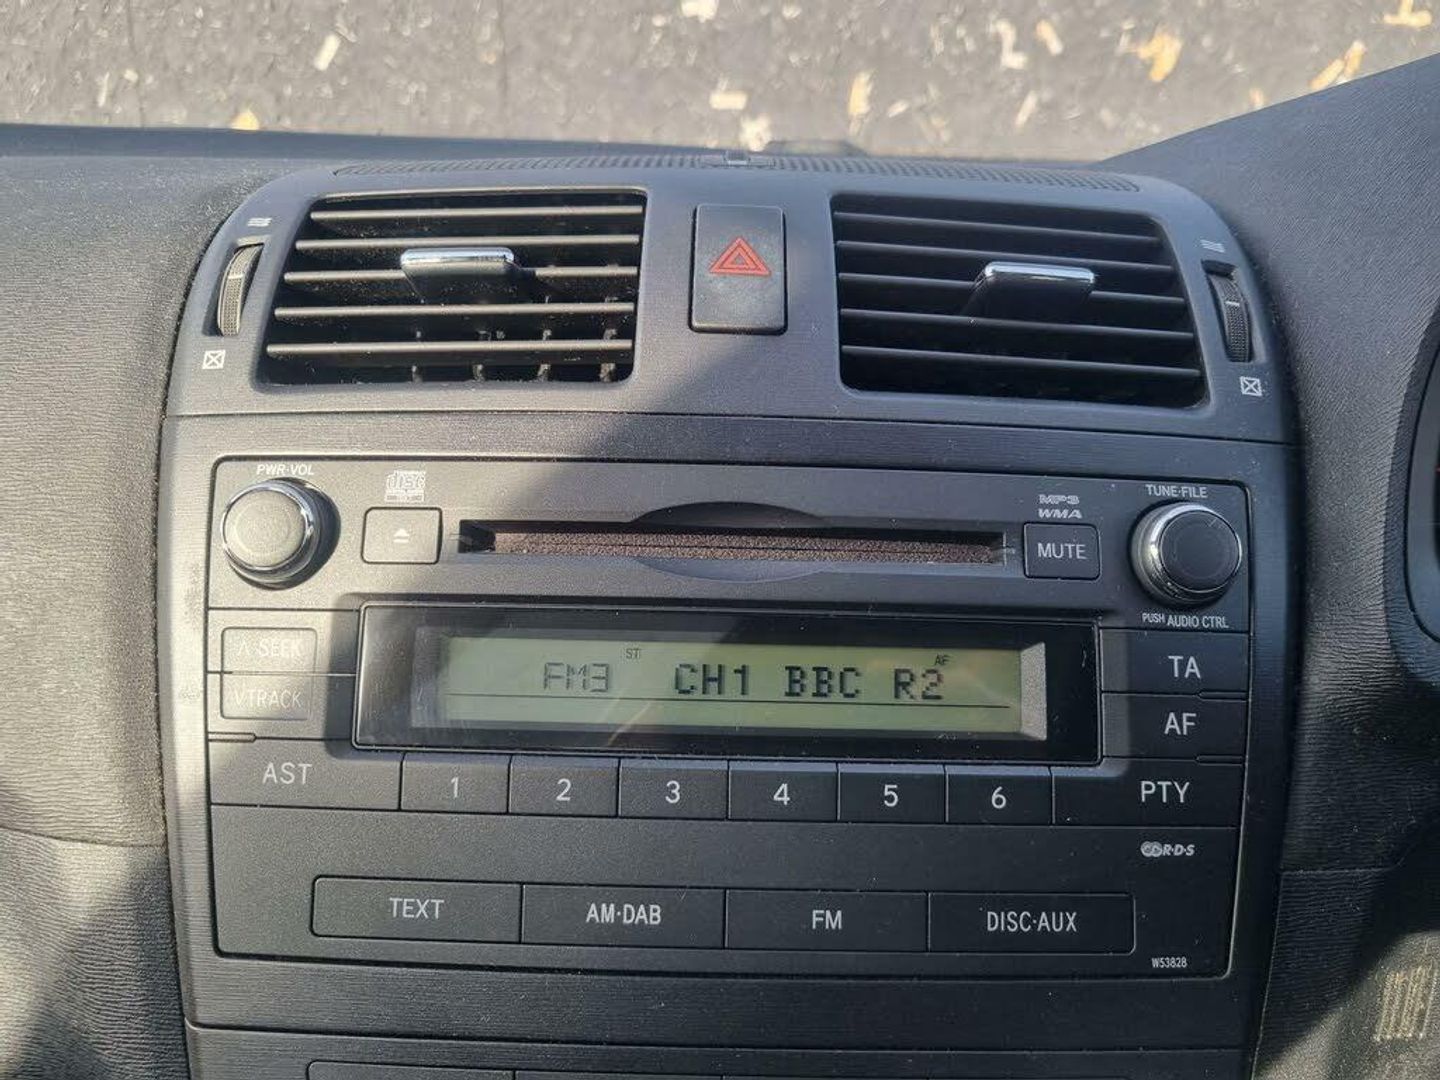 PWR·VOL
disc
MP3
WMA
TUNE·FILE
MUTE
PUSH AUDIO CTRL
∧ SEEK
∨ TRACK
ST
AF
FM3 CH1 BBC R2
TA
AF
AST
1 2 3 4 5 6
PTY
R·D·S
TEXT
AM·DAB
FM
DISC·AUX
W53828